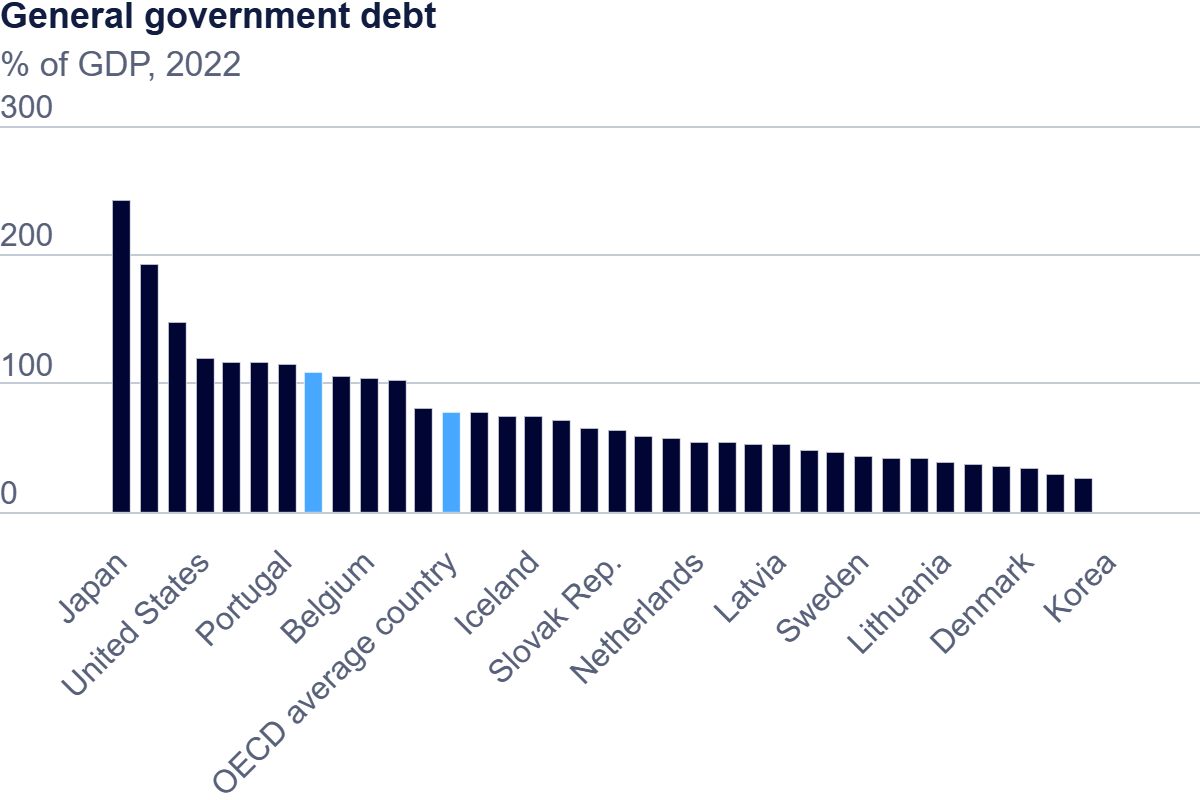 General government debt
% of GDP, 2022
300
200
100
0
Japan
United States
Portugal
Belgium
OECD average country
Iceland
Slovak Rep.
Netherlands
Latvia
Sweden
Lithuania
Denmark
Korea